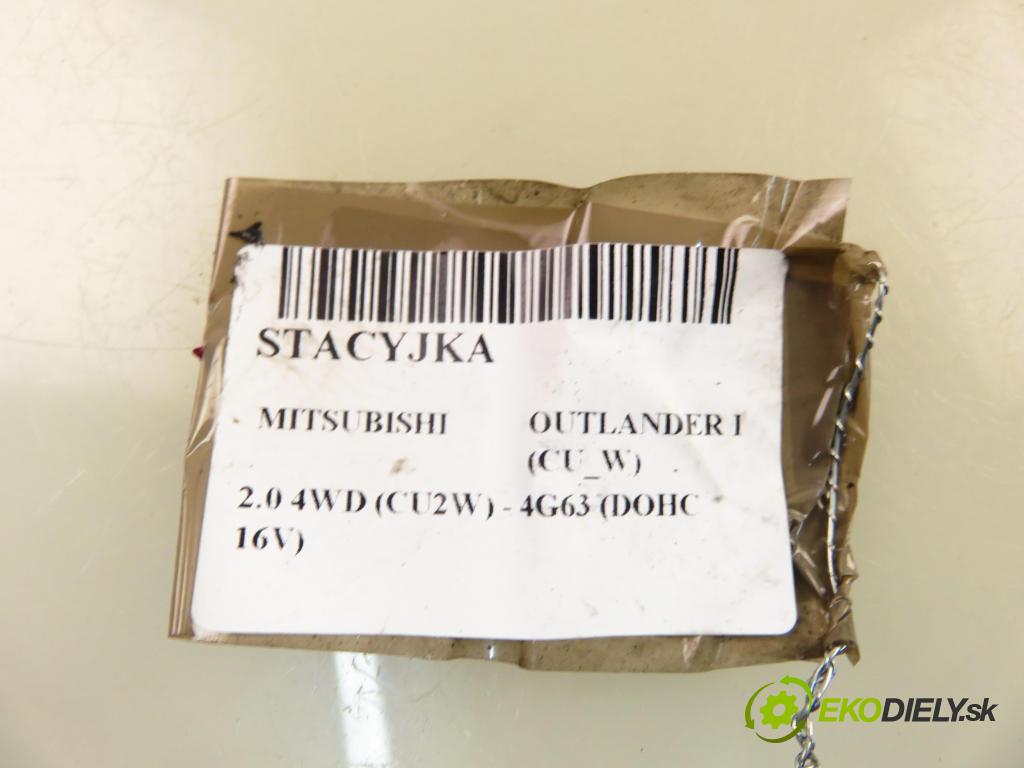 STACYJKA
MITSUBISHI OUTLANDER I
(CU_W)
2.0 4WD (CU2W) - 4G63 (DOHC
16V)
EKODIELY.sk